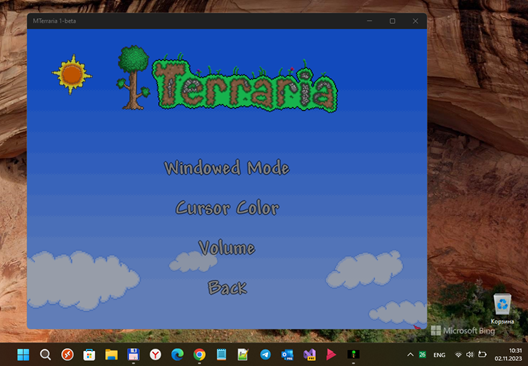 MTerraria 1-beta
Terraria
Windowed Mode
Cursor Color
Volume
Back
Корзина
Microsoft Bing
ENG
10:31
02.11.2023